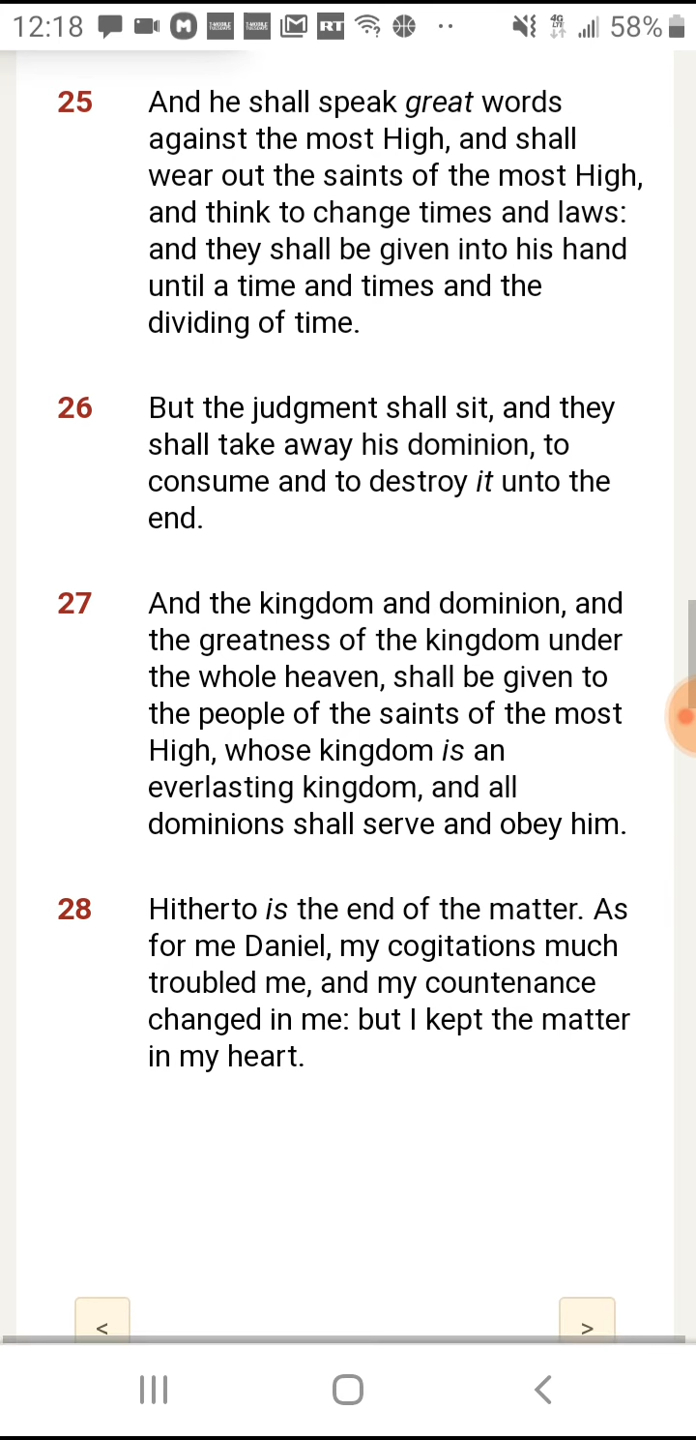 12:18 M RT 4G LTE 58%
25 And he shall speak great words
against the most High, and shall
wear out the saints of the most High,
and think to change times and laws:
and they shall be given into his hand
until a time and times and the
dividing of time.
26 But the judgment shall sit, and they
shall take away his dominion, to
consume and to destroy it unto the
end.
27 And the kingdom and dominion, and
the greatness of the kingdom under
the whole heaven, shall be given to
the people of the saints of the most
High, whose kingdom is an
everlasting kingdom, and all
dominions shall serve and obey him.
28 Hitherto is the end of the matter. As
for me Daniel, my cogitations much
troubled me, and my countenance
changed in me: but I kept the matter
in my heart.
< >